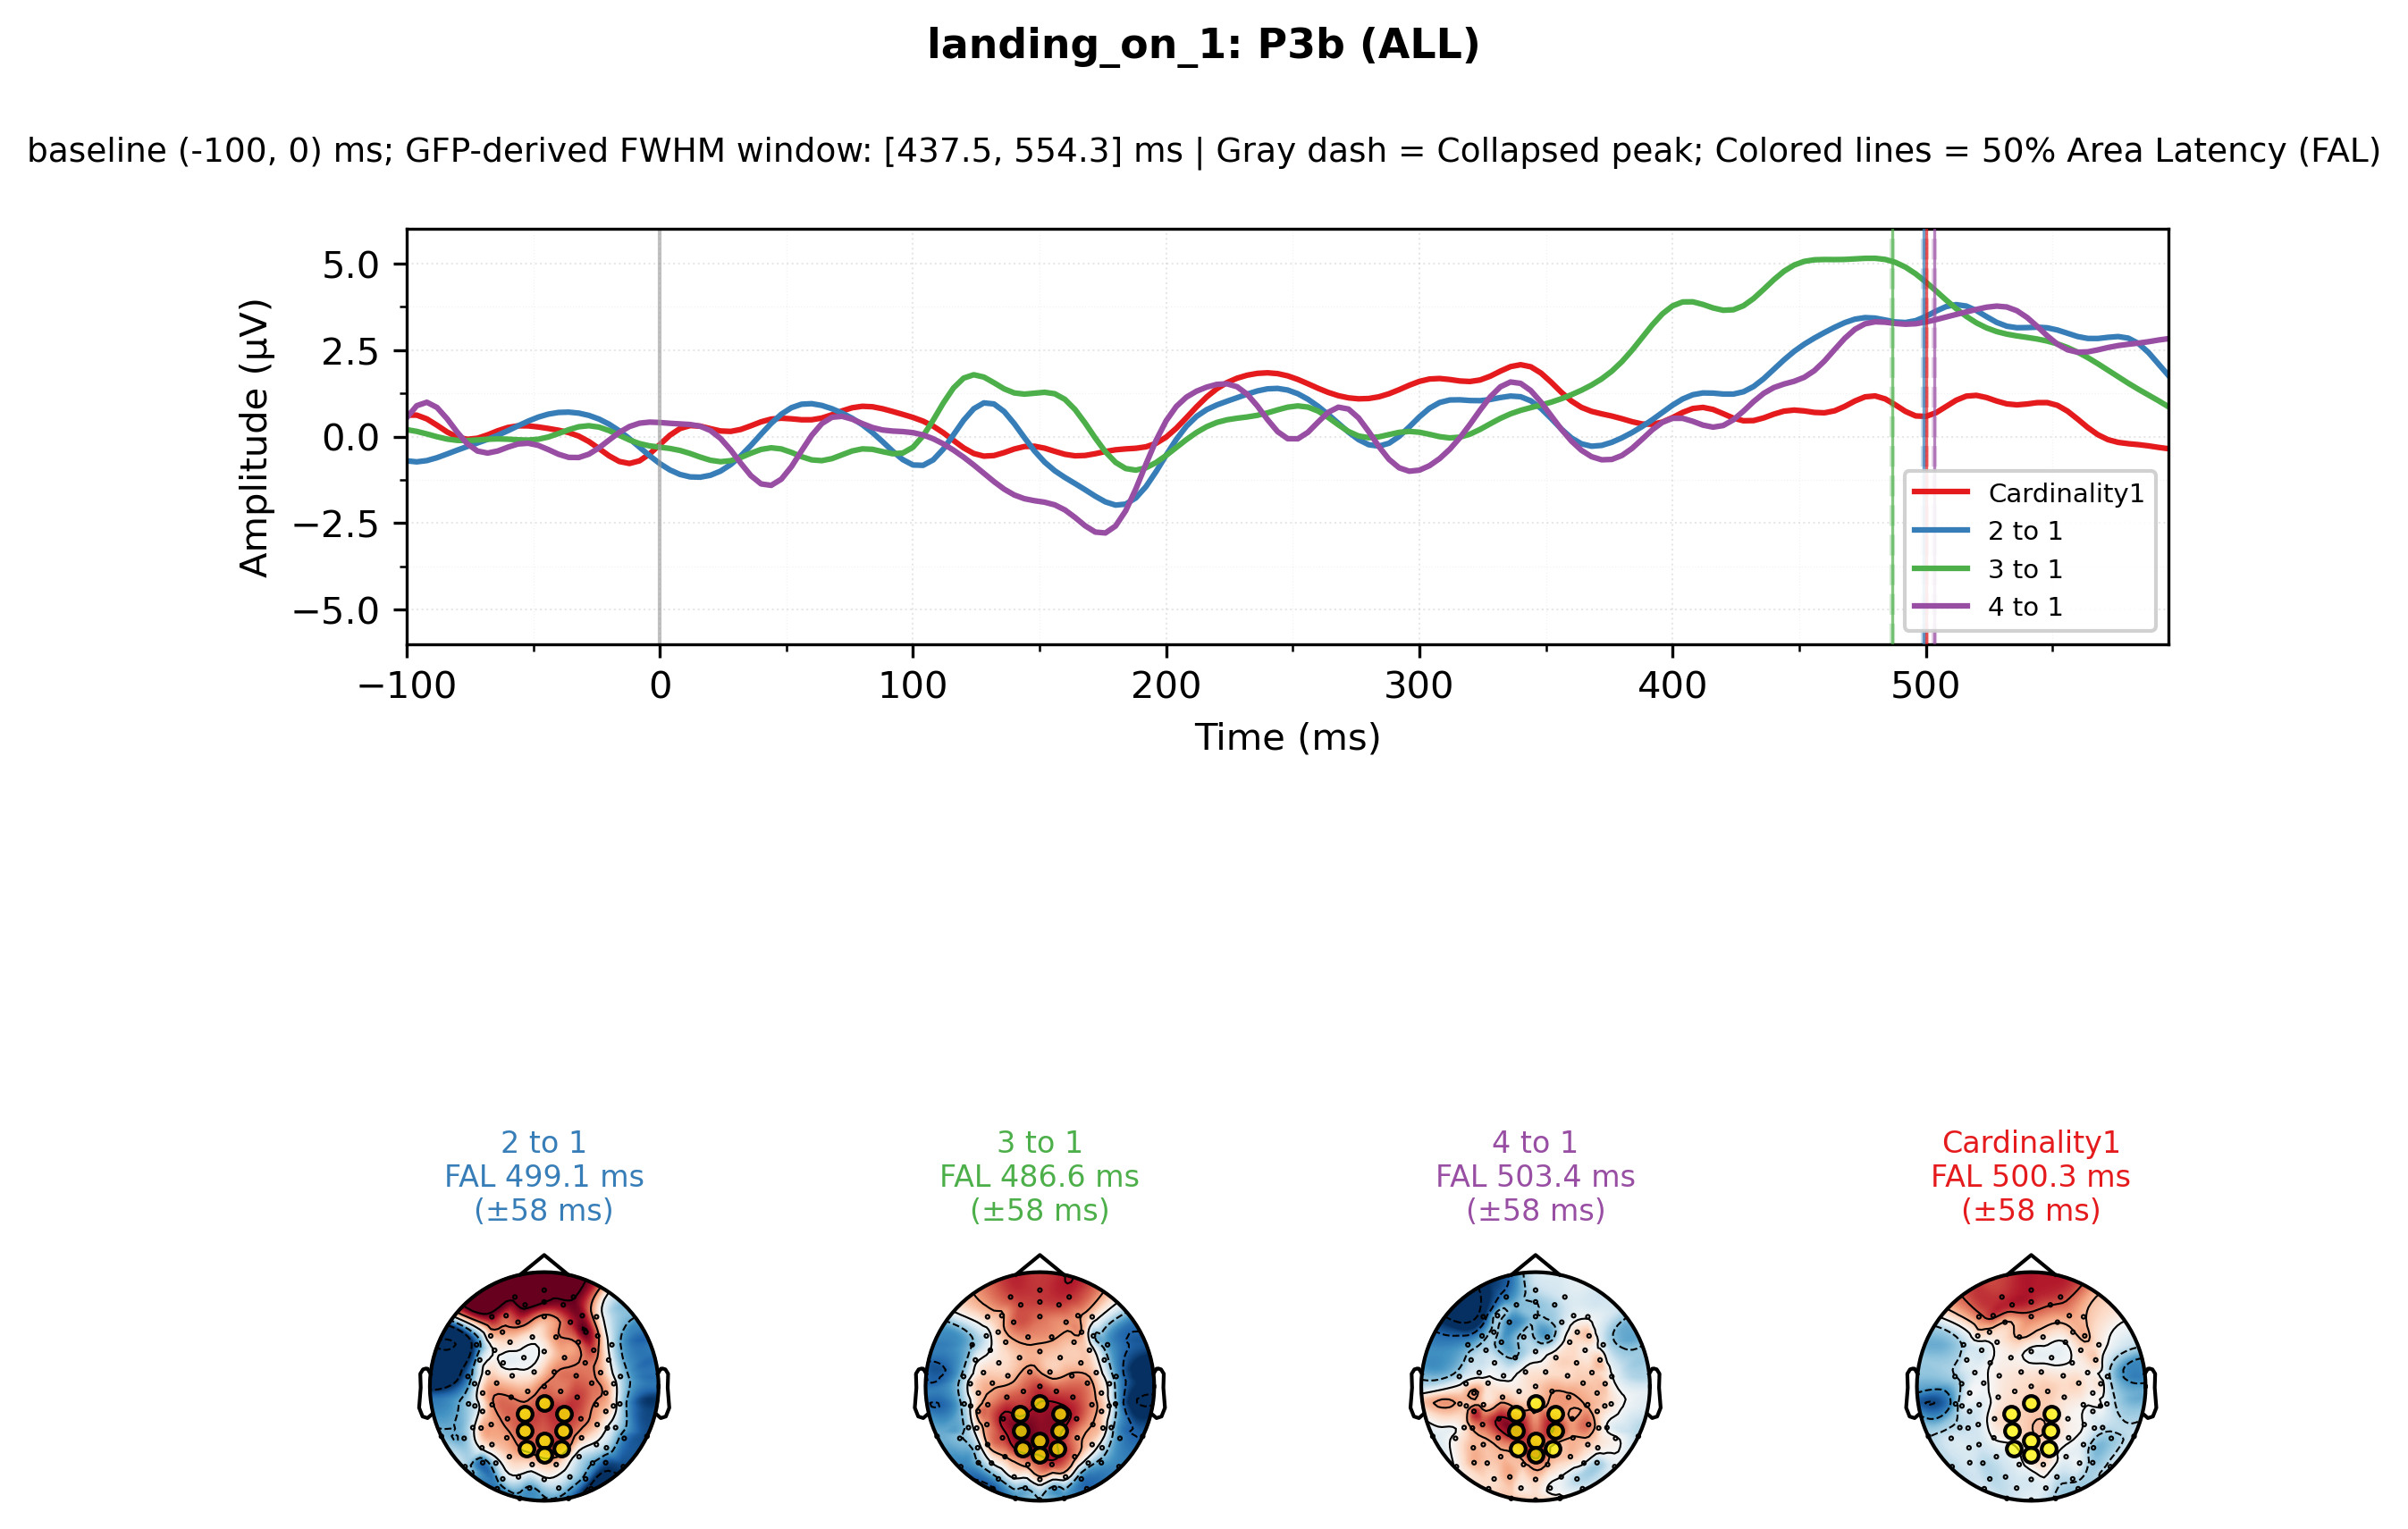 landing_on_1: P3b (ALL)
baseline (-100, 0) ms; GFP-derived FWHM window: [437.5, 554.3] ms | Gray dash = Collapsed peak; Colored lines = 50% Area Latency (FAL)
Amplitude (μV)
5.0
2.5
0.0
−2.5
−5.0
Cardinality1
2 to 1
3 to 1
4 to 1
−100 0 100 200 300 400 500
Time (ms)
2 to 1
FAL 499.1 ms
(±58 ms)
3 to 1
FAL 486.6 ms
(±58 ms)
4 to 1
FAL 503.4 ms
(±58 ms)
Cardinality1
FAL 500.3 ms
(±58 ms)